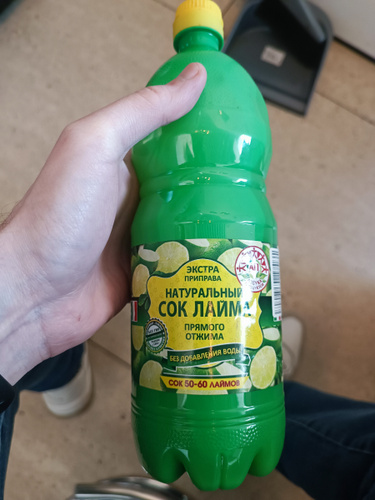 ЭКСТРА
ПРИПРАВА
НАТУРАЛЬНЫЙ
СОК ЛАЙМА
ПРЯМОГО
ОТЖИМА
БЕЗ ДОБАВЛЕНИЯ ВОДЫ
СОК 50-60 ЛАЙМОВ